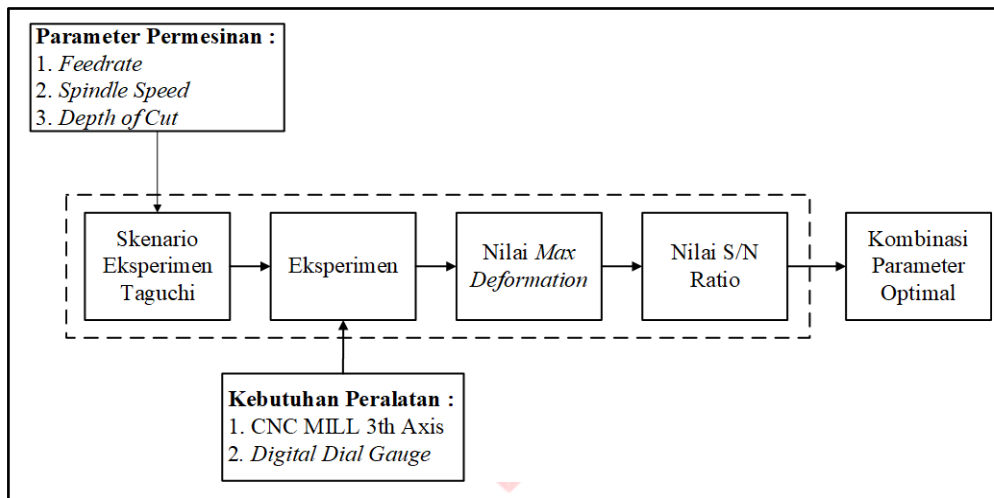 Parameter Permesinan :
1. Feedrate
2. Spindle Speed
3. Depth of Cut
Skenario
Eksperimen
Taguchi
Eksperimen
Nilai Max
Deformation
Nilai S/N
Ratio
Kombinasi
Parameter
Optimal
Kebutuhan Peralatan :
1. CNC MILL 3th Axis
2. Digital Dial Gauge